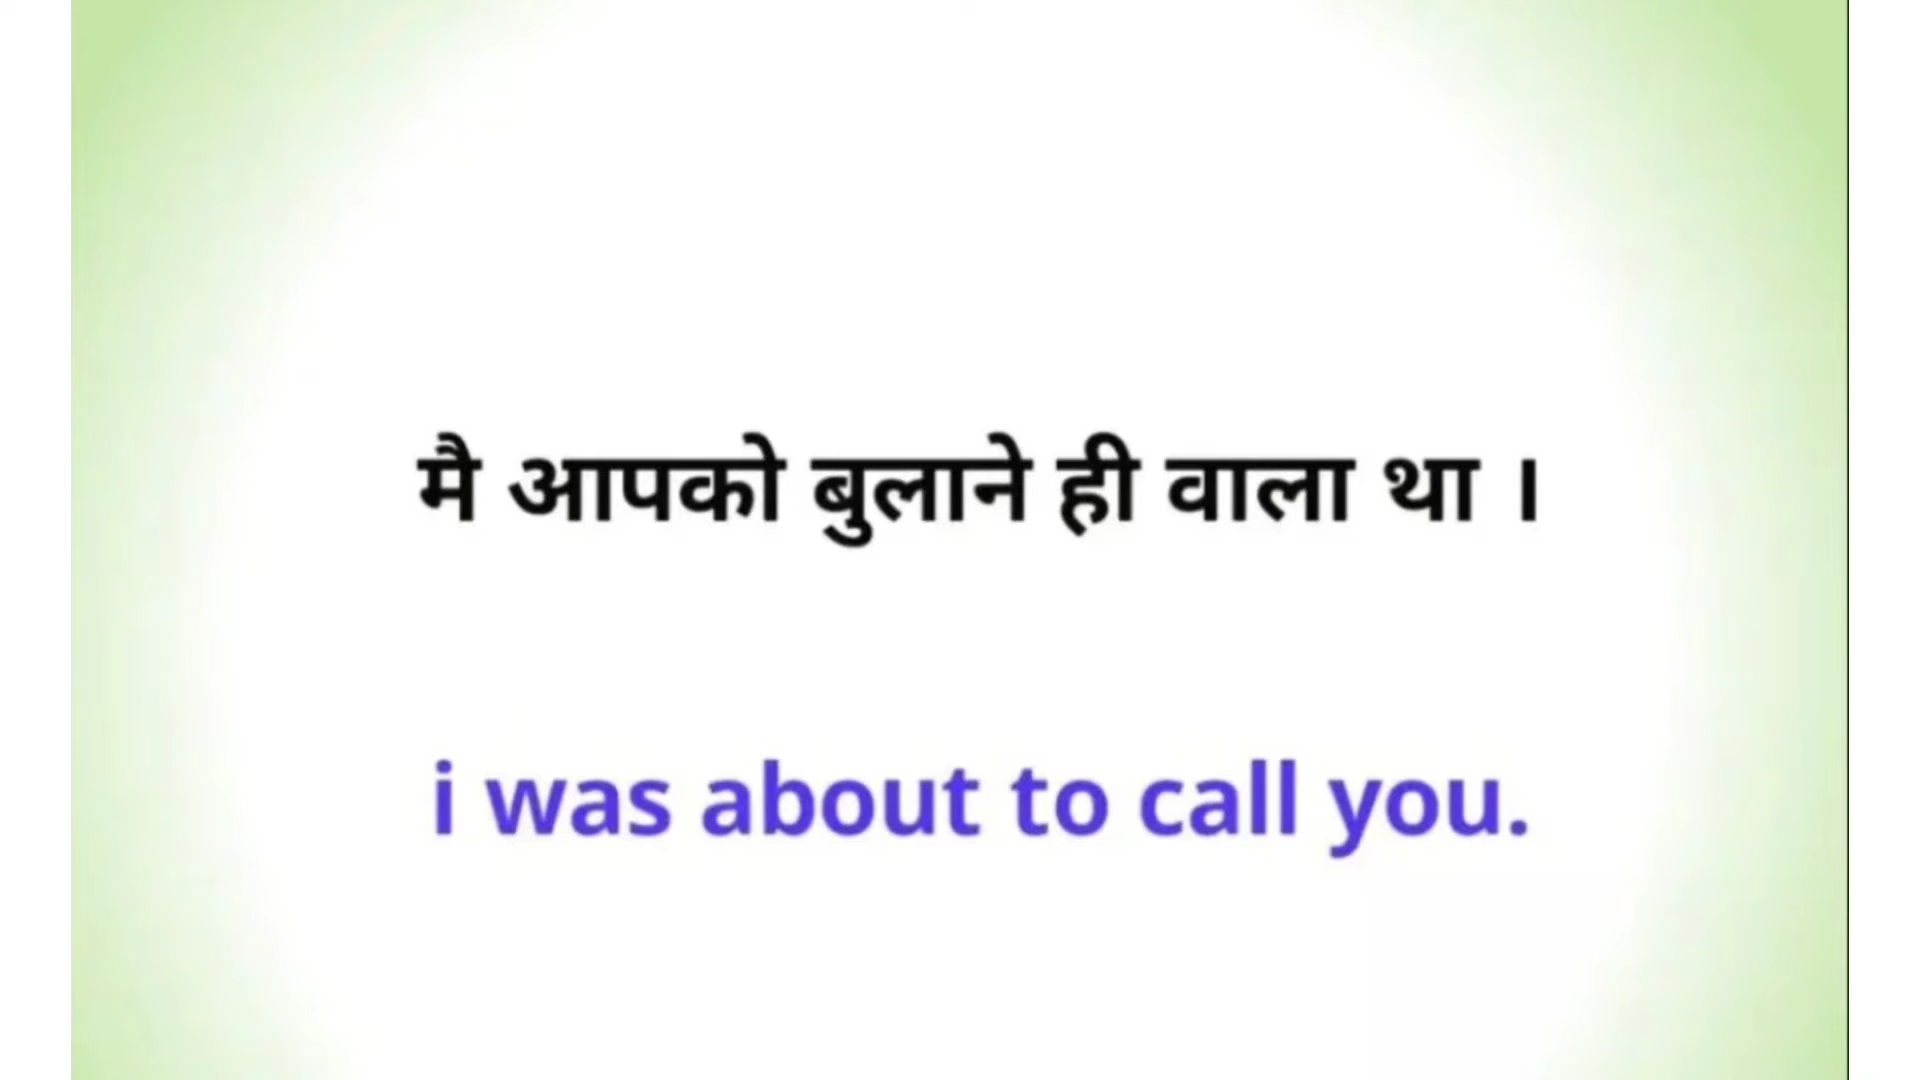 मै आपको बुलाने ही वाला था ।
i was about to call you.